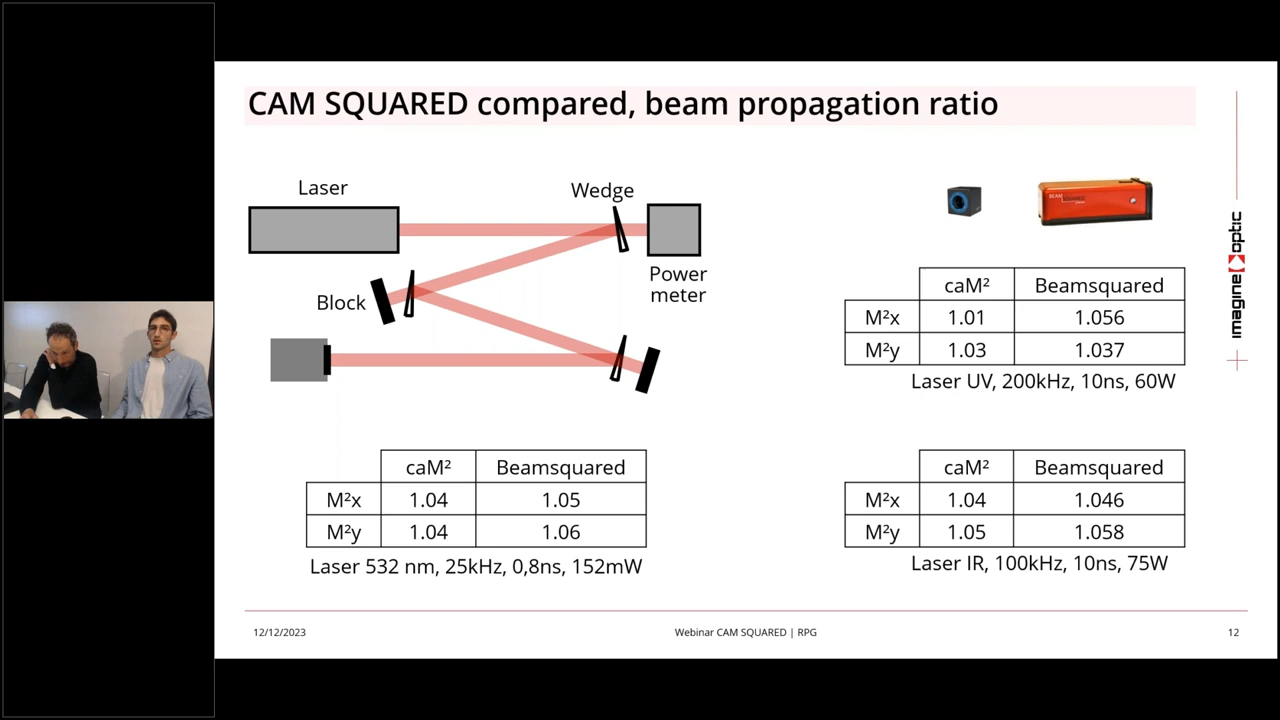 CAM SQUARED compared, beam propagation ratio
Laser
Wedge
Power
meter
Block
BEAM SQUARED
imagine optic
caM² Beamsquared
M²x 1.01 1.056
M²y 1.03 1.037
Laser UV, 200kHz, 10ns, 60W
caM² Beamsquared
M²x 1.04 1.05
M²y 1.04 1.06
Laser 532 nm, 25kHz, 0,8ns, 152mW
caM² Beamsquared
M²x 1.04 1.046
M²y 1.05 1.058
Laser IR, 100kHz, 10ns, 75W
12/12/2023
Webinar CAM SQUARED | RPG
12